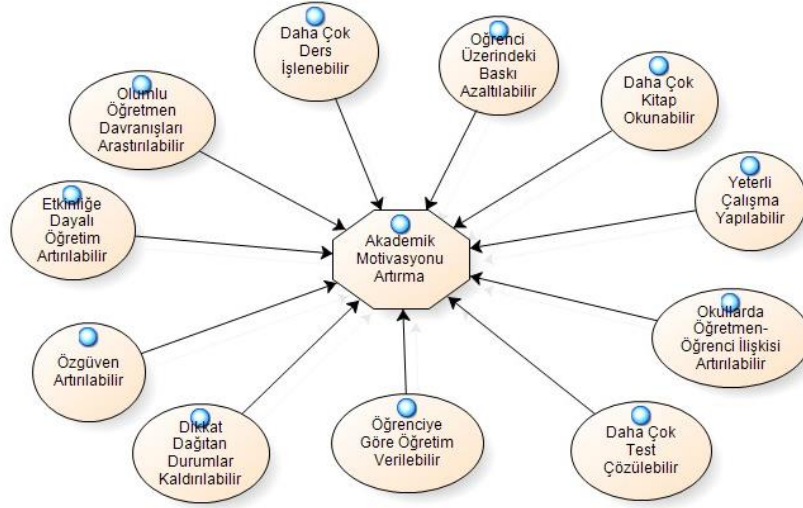 Daha Çok
Ders
İşlenebilir
Öğrenci
Üzerindeki
Baskı
Azaltılabilir
Daha Çok
Kitap
Okunabilir
Olumlu
Öğretmen
Davranışları
Araştırılabilir
Yeterli
Çalışma
Yapılabilir
Etkinliğe
Dayalı
Öğretim
Artırılabilir
Akademik
Motivasyonu
Artırma
Okullarda
Öğretmen-
Öğrenci İlişkisi
Artırılabilir
Özgüven
Artırılabilir
Dikkat
Dağıtan
Durumlar
Kaldırılabilir
Öğrenciye
Göre Öğretim
Verilebilir
Daha Çok
Test
Çözülebilir